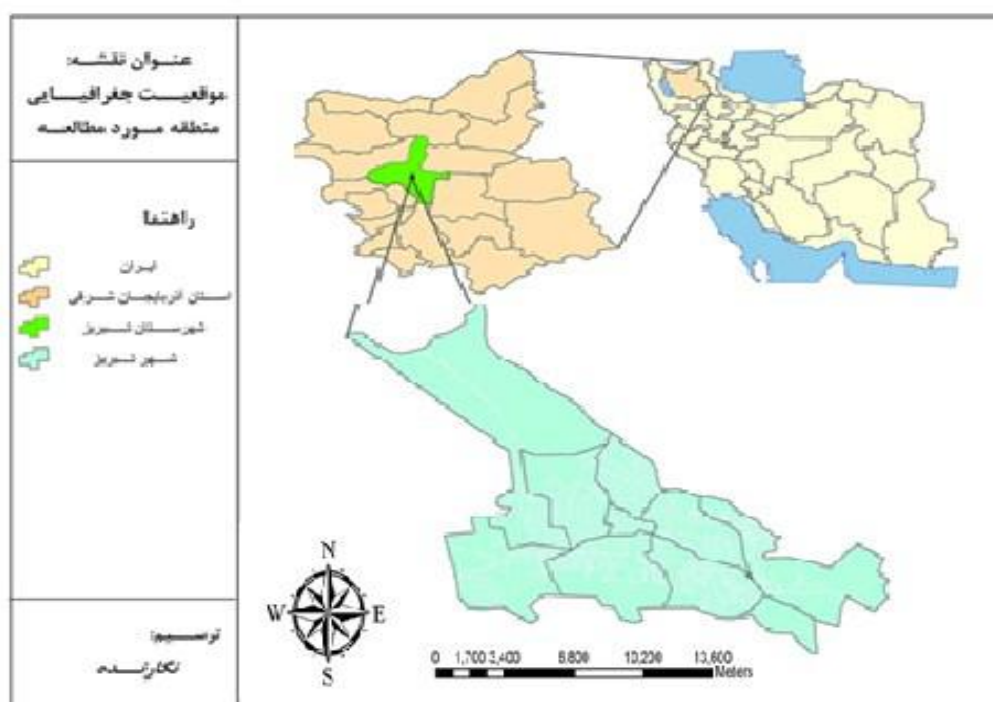 عنوان نقشه:
موقعیت جغرافیایی
منطقه مورد مطالعه
راهنما
ایران
استان آذربایجان شرقی
شهرستان تبریز
شهر تبریز
ترسیم:
نگارنده
N
W E
S
0 1,700 3,400 6,800 10,200 13,600
Meters